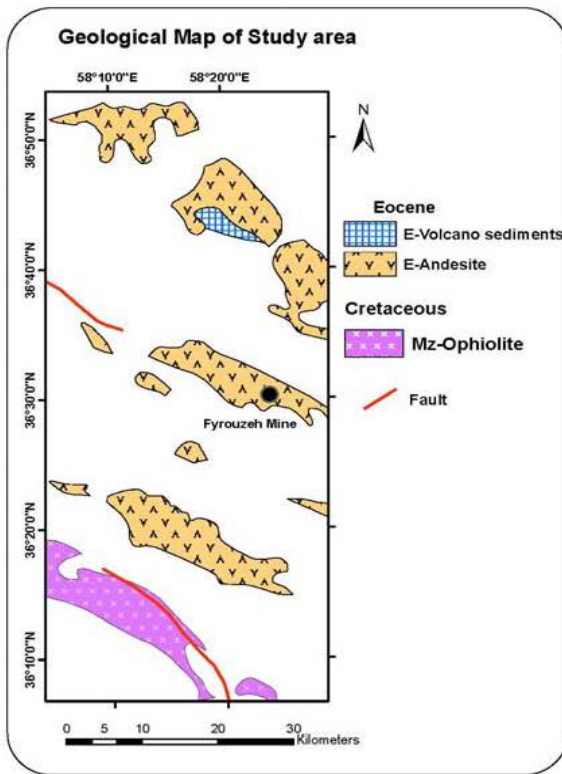 Geological Map of Study area
58°10'0"E
58°20'0"E
N
36°50'0"N
36°40'0"N
36°30'0"N
36°20'0"N
36°10'0"N
Eocene
E-Volcano sediments
E-Andesite
Cretaceous
Mz-Ophiolite
Fault
Fyrouzeh Mine
0 5 10 20 30
Kilometers